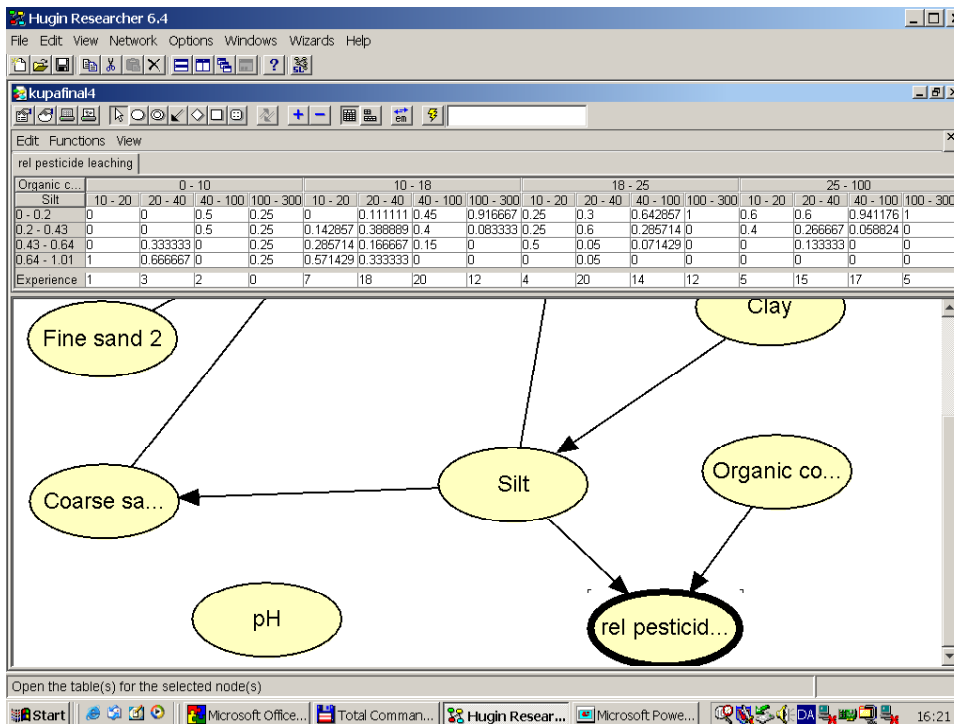 Hugin Researcher 6.4
File Edit View Network Options Windows Wizards Help
kupafinal4
Edit Functions View
rel pesticide leaching
Organic c... 0 - 10 10 - 18 18 - 25 25 - 100
Silt 10 - 20 20 - 40 40 - 100 100 - 300 10 - 20 20 - 40 40 - 100 100 - 300 10 - 20 20 - 40 40 - 100 100 - 300 10 - 20 20 - 40 40 - 100 100 - 300
0 - 0.2 0 0 0.5 0.25 0 0.111111 0.45 0.916667 0.25 0.3 0.642857 1 0.6 0.6 0.941176 1
0.2 - 0.43 0 0 0.5 0.25 0.142857 0.388889 0.4 0.083333 0.25 0.6 0.285714 0 0.4 0.266667 0.058824 0
0.43 - 0.64 0 0.333333 0 0.25 0.285714 0.166667 0.15 0 0.5 0.05 0.071429 0 0 0.133333 0 0
0.64 - 1.01 1 0.666667 0 0.25 0.571429 0.333333 0 0 0 0.05 0 0 0 0 0 0
Experience 1 3 2 0 7 18 20 12 4 20 14 12 5 15 17 5
Clay
Fine sand 2
Organic co...
Silt
Coarse sa...
pH
rel pesticid...
Open the table(s) for the selected node(s)
Start Microsoft Office... Total Comman... Hugin Resear... Microsoft Powe... DA 16:21